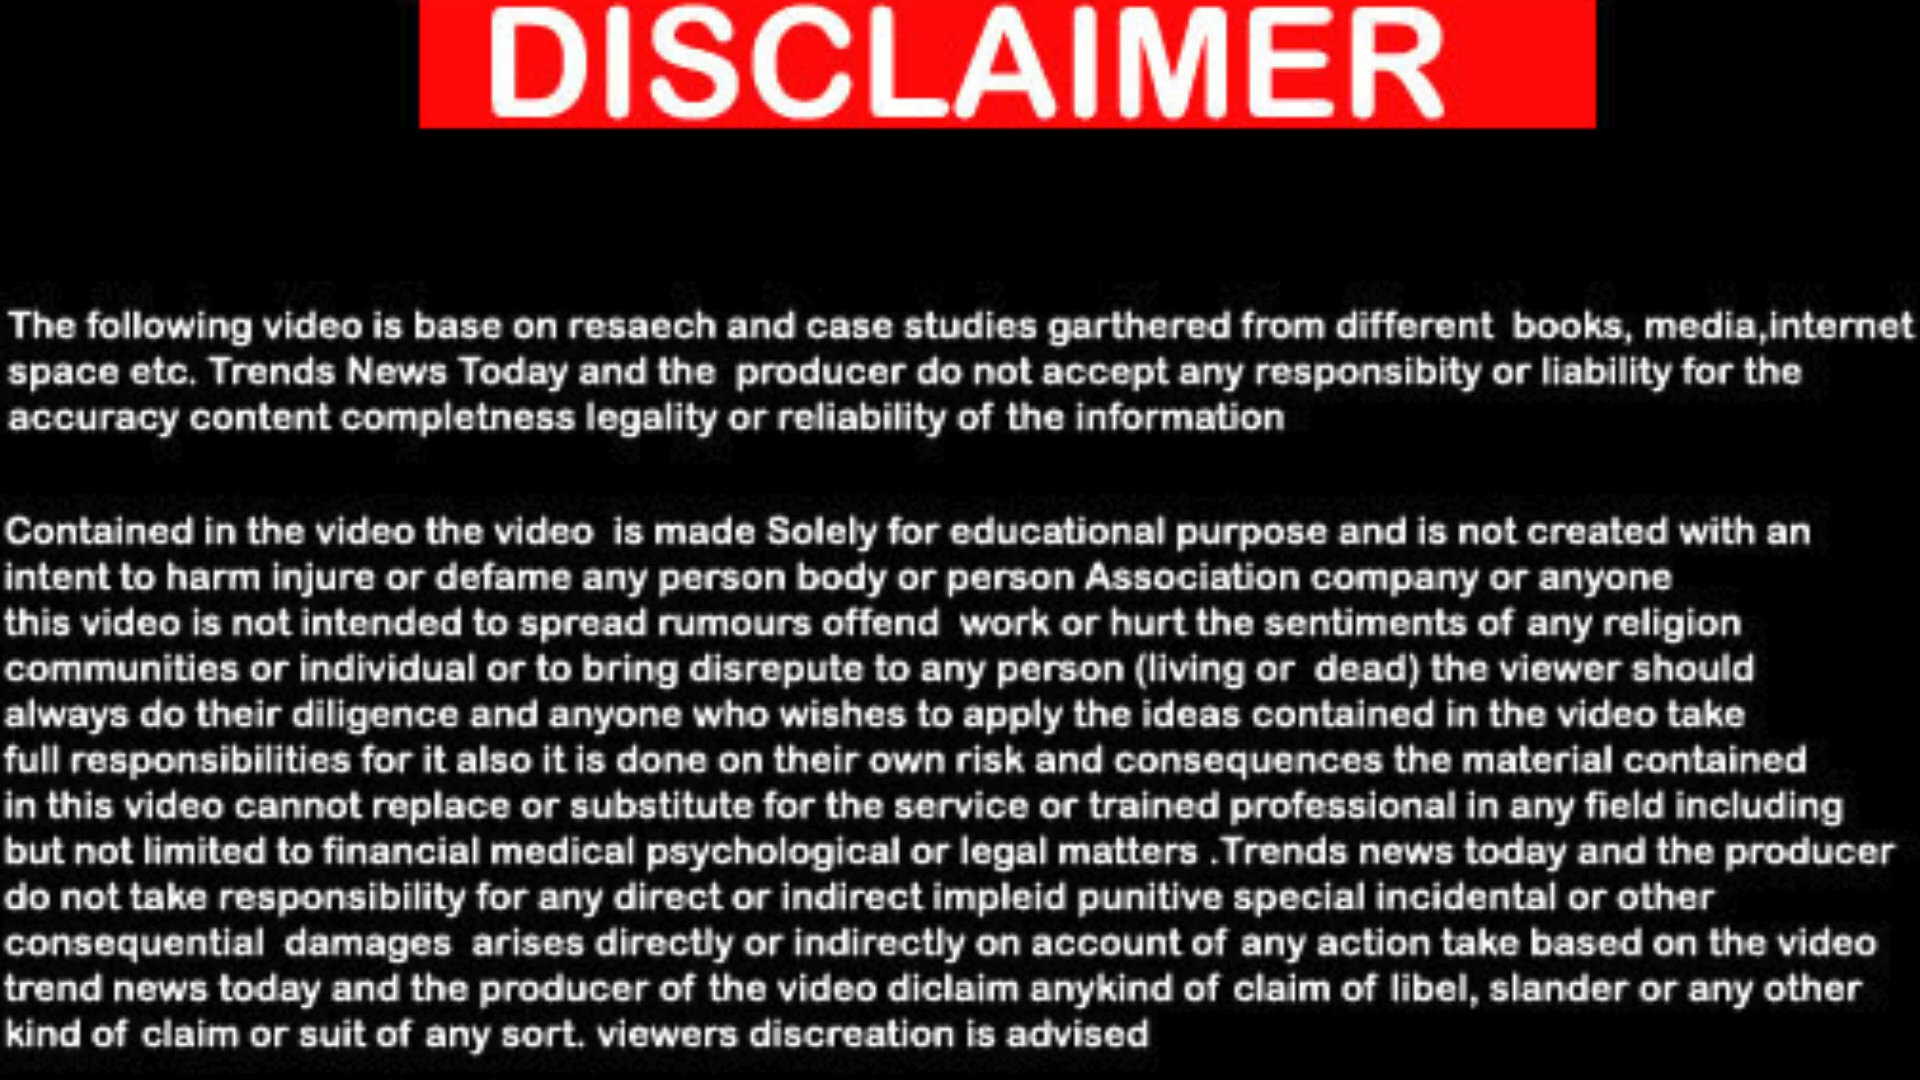 DISCLAIMER
The following video is base on resaech and case studies garthered from different books, media,internet
space etc. Trends News Today and the producer do not accept any responsibity or liability for the
accuracy content completness legality or reliability of the information
Contained in the video the video is made Solely for educational purpose and is not created with an
intent to harm injure or defame any person body or person Association company or anyone
this video is not intended to spread rumours offend work or hurt the sentiments of any religion
communities or individual or to bring disrepute to any person (living or dead) the viewer should
always do their diligence and anyone who wishes to apply the ideas contained in the video take
full responsibilities for it also it is done on their own risk and consequences the material contained
in this video cannot replace or substitute for the service or trained professional in any field including
but not limited to financial medical psychological or legal matters .Trends news today and the producer
do not take responsibility for any direct or indirect impleid punitive special incidental or other
consequential damages arises directly or indirectly on account of any action take based on the video
trend news today and the producer of the video diclaim anykind of claim of libel, slander or any other
kind of claim or suit of any sort. viewers discreation is advised